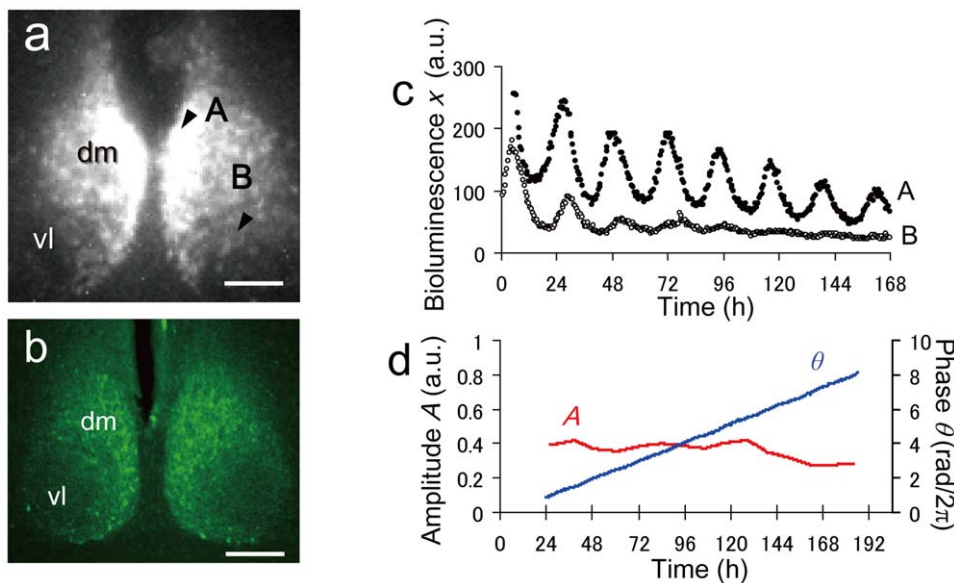 a
A
dm
B
vl
b
dm
vl
c
Bioluminescence x (a.u.)
300
200
100
0
0 24 48 72 96 120 144 168
Time (h)
A
B
d
Amplitude A (a.u.)
1
0.8
0.6
0.4
0.2
0
θ
A
10
8
6
4
2
0
Phase θ (rad/2π)
0 24 48 72 96 144 168 192
Time (h)